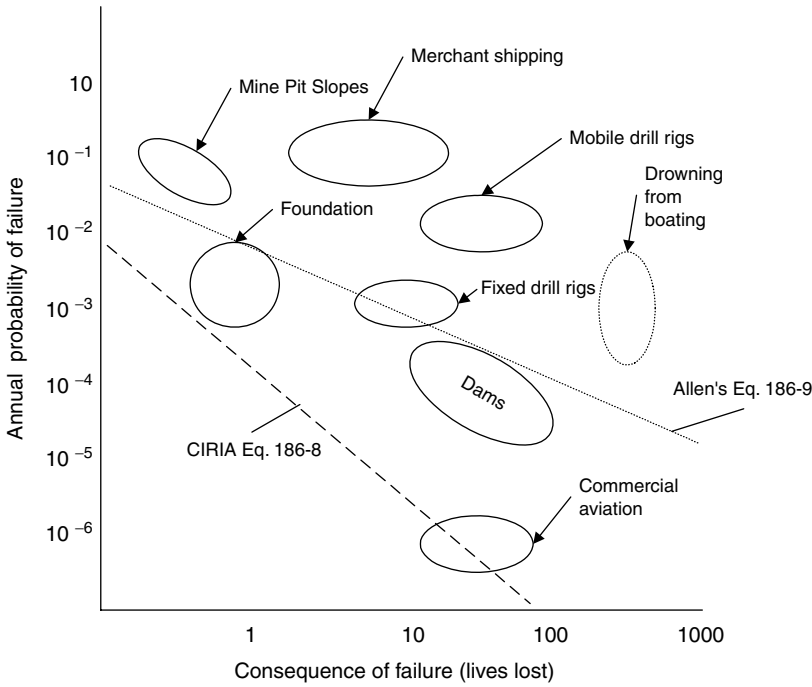 Merchant shipping
Mine Pit Slopes
Mobile drill rigs
Drowning
from
boating
Foundation
Fixed drill rigs
Dams
Allen's Eq. 186-9
CIRIA Eq. 186-8
Commercial
aviation
Annual probability of failure
10
10 –1
10 –2
10 –3
10 –4
10 –5
10 –6
1 10 100 1000
Consequence of failure (lives lost)